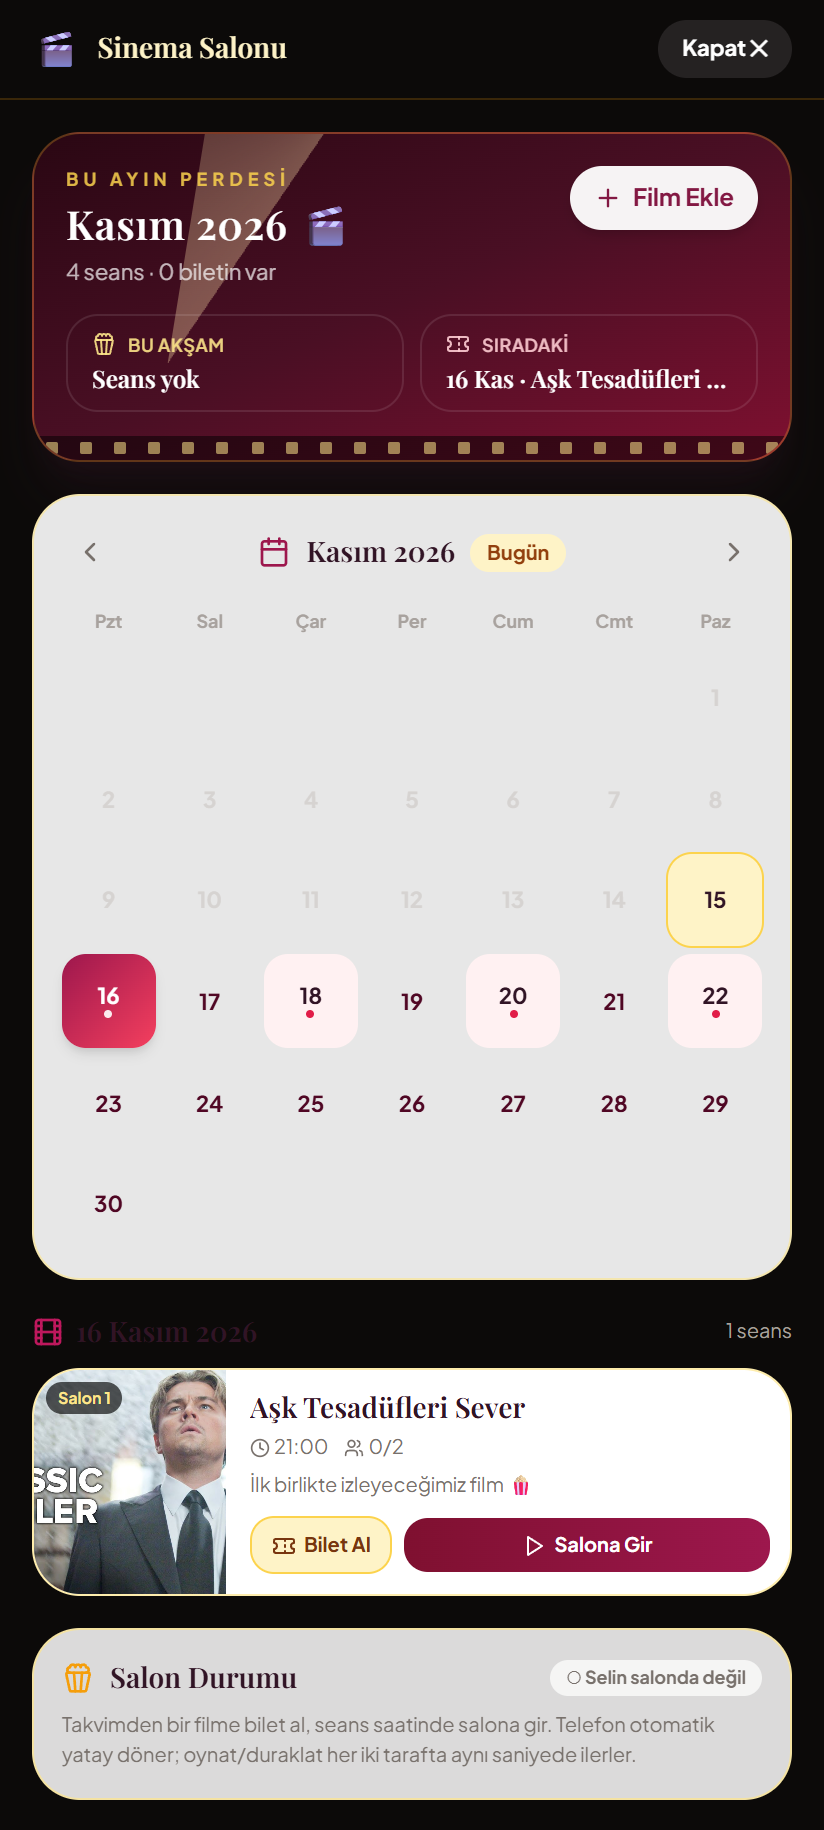 Sinema Salonu
Kapat
BU AYIN PERDESİ
Kasım 2026
Film Ekle
4 seans · 0 biletin var
BU AKŞAM
Seans yok
SIRADAKİ
16 Kas · Aşk Tesadüfleri ...
Kasım 2026
Bugün
Pzt Sal Çar Per Cum Cmt Paz
1
2 3 4 5 6 7 8
9 10 11 12 13 14 15
16 17 18 19 20 21 22
23 24 25 26 27 28 29
30
16 Kasım 2026
1 seans
Salon 1
SSIC
LER
Aşk Tesadüfleri Sever
21:00 0/2
İlk birlikte izleyeceğimiz film
Bilet Al
Salona Gir
Salon Durumu
Selin salonda değil
Takvimden bir filme bilet al, seans saatinde salona gir. Telefon otomatik
yatay döner; oynat/duraklat her iki tarafta aynı saniyede ilerler.